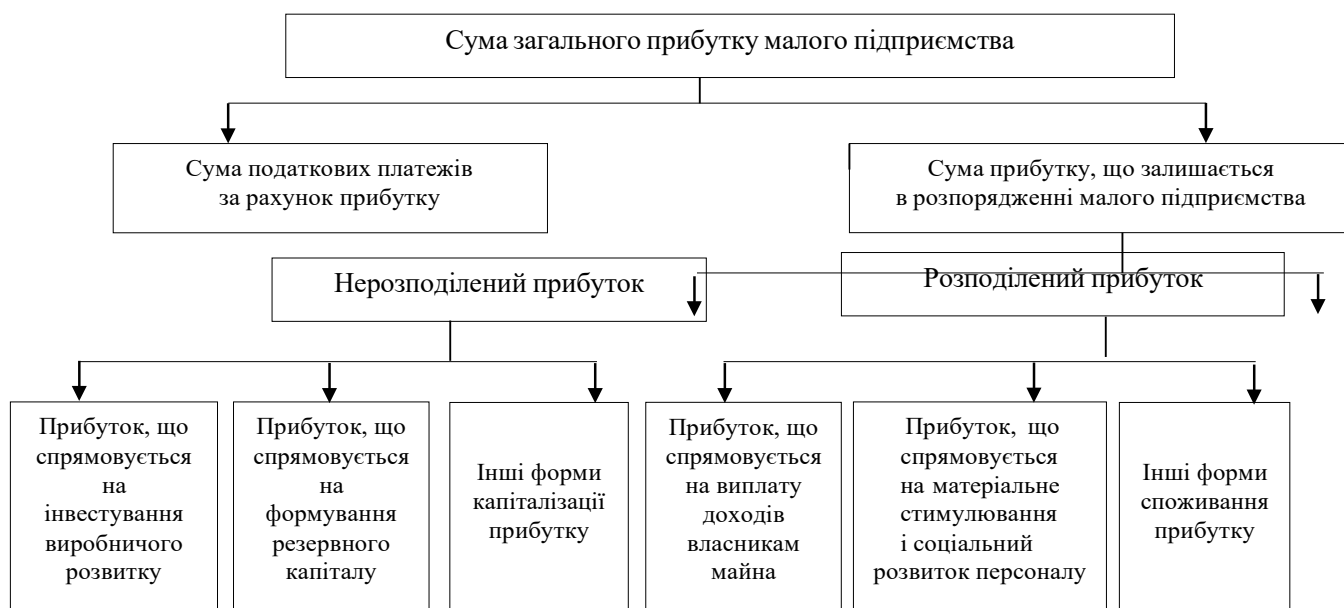 Сума загального прибутку малого підприємства
Сума податкових платежів
за рахунок прибутку
Сума прибутку, що залишається
в розпорядженні малого підприємства
Нерозподілений прибуток
Розподілений прибуток
Прибуток, що
спрямовується
на
інвестування
виробничого
розвитку
Прибуток, що
спрямовується
на
формування
резервного
капіталу
Інші форми
капіталізації
прибутку
Прибуток, що
спрямовується
на виплату
доходів
власникам
майна
Прибуток, що
спрямовується
на матеріальне
стимулювання
і соціальний
розвиток персоналу
Інші форми
споживання
прибутку